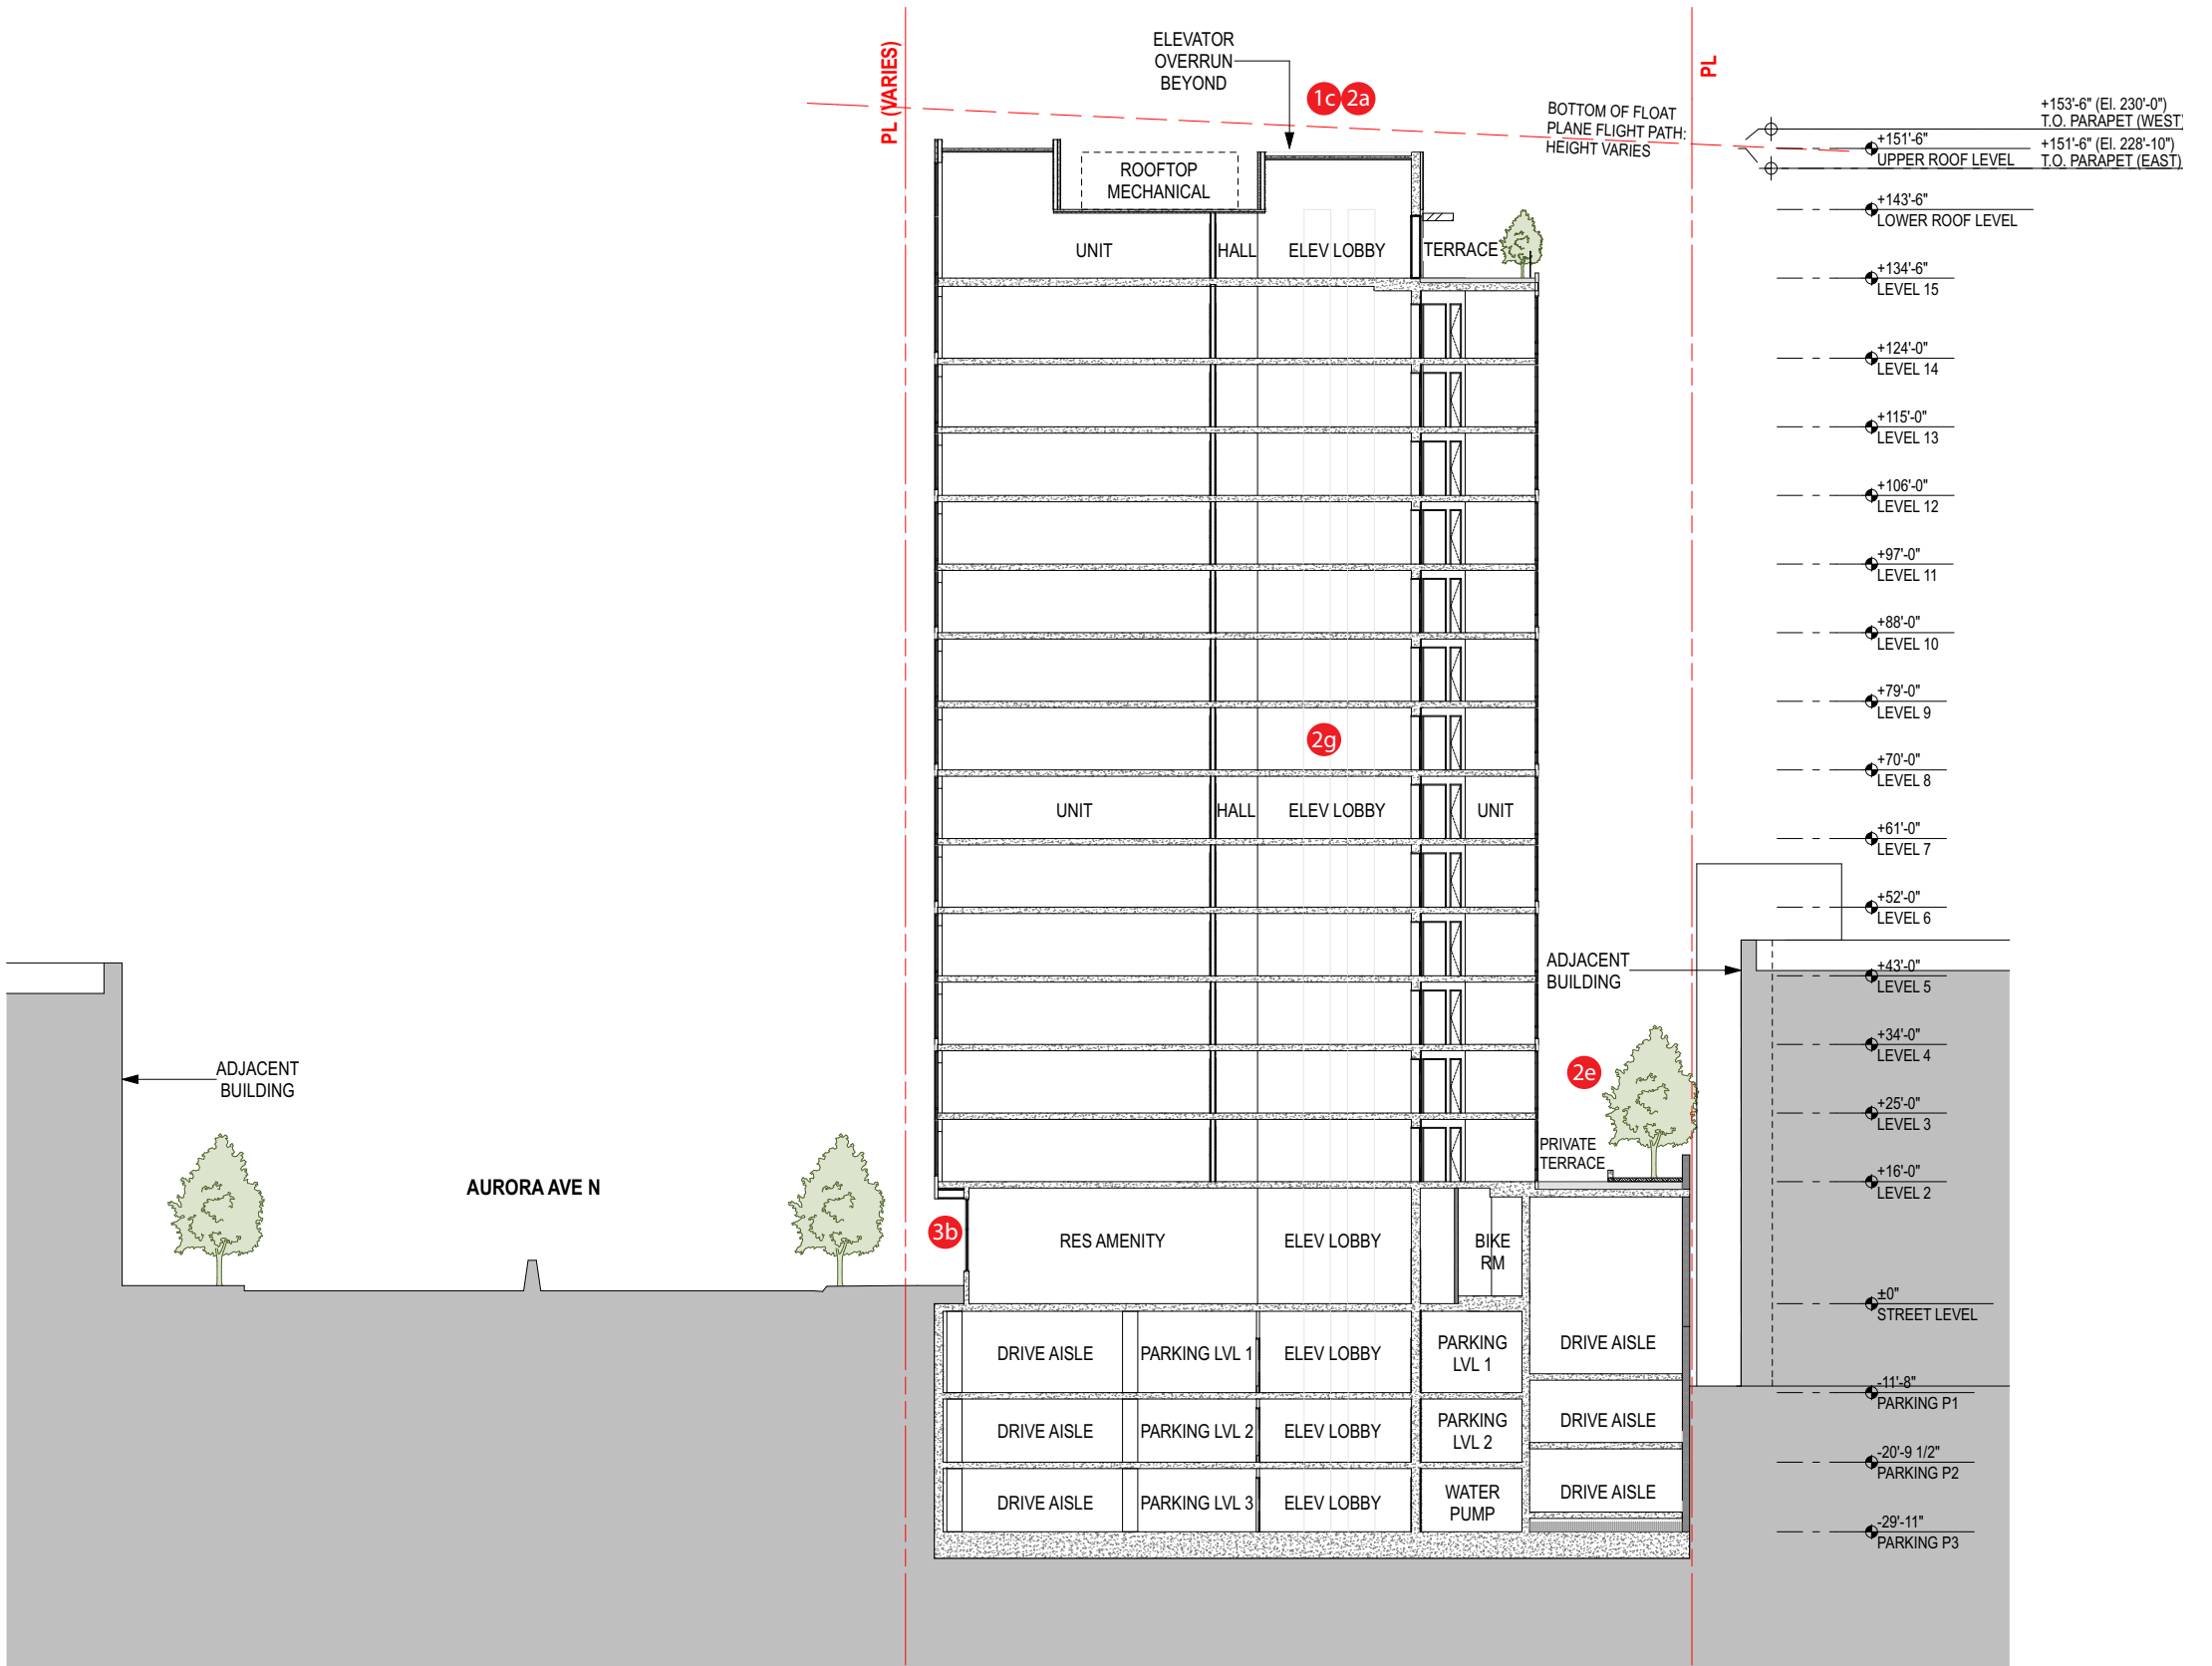 ELEVATOR
OVERRUN
BEYOND
PL (VARIES)
PL
1c 2a
BOTTOM OF FLOAT
PLANE FLIGHT PATH:
HEIGHT VARIES
+153'-6" (El. 230'-0")
T.O. PARAPET (WEST)
+151'-6"
UPPER ROOF LEVEL
+151'-6" (El. 228'-10")
T.O. PARAPET (EAST)
ROOFTOP
MECHANICAL
+143'-6"
LOWER ROOF LEVEL
UNIT
HALL
ELEV LOBBY
TERRACE
+134'-6"
LEVEL 15
+124'-0"
LEVEL 14
+115'-0"
LEVEL 13
+106'-0"
LEVEL 12
+97'-0"
LEVEL 11
+88'-0"
LEVEL 10
+79'-0"
LEVEL 9
2g
+70'-0"
LEVEL 8
UNIT
HALL
ELEV LOBBY
UNIT
+61'-0"
LEVEL 7
+52'-0"
LEVEL 6
ADJACENT
BUILDING
+43'-0"
LEVEL 5
+34'-0"
LEVEL 4
ADJACENT
BUILDING
2e
+25'-0"
LEVEL 3
PRIVATE
TERRACE
+16'-0"
LEVEL 2
AURORA AVE N
3b
RES AMENITY
ELEV LOBBY
BIKE
RM
±0"
STREET LEVEL
DRIVE AISLE
PARKING LVL 1
ELEV LOBBY
PARKING
LVL 1
DRIVE AISLE
-11'-8"
PARKING P1
DRIVE AISLE
PARKING LVL 2
ELEV LOBBY
PARKING
LVL 2
DRIVE AISLE
-20'-9 1/2"
PARKING P2
DRIVE AISLE
PARKING LVL 3
ELEV LOBBY
WATER
PUMP
DRIVE AISLE
-29'-11"
PARKING P3